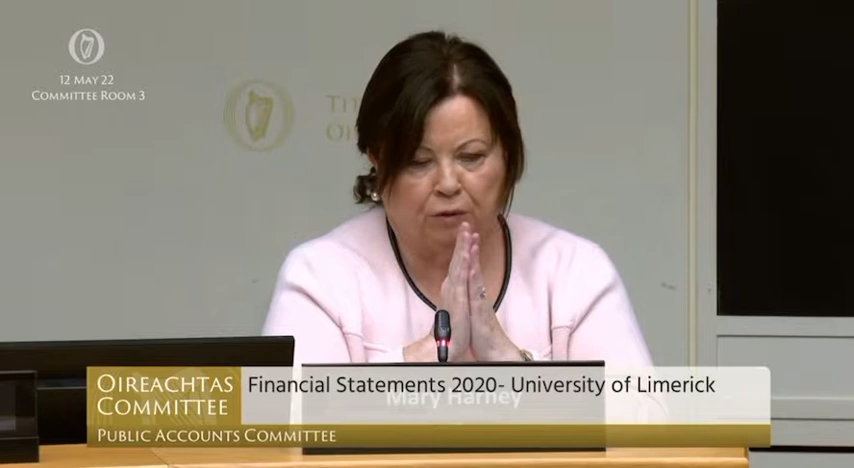 12 May 22
Committee Room 3
Oireachtas
Committee
Financial Statements 2020- University of Limerick
Mary Harney
Public Accounts Committee